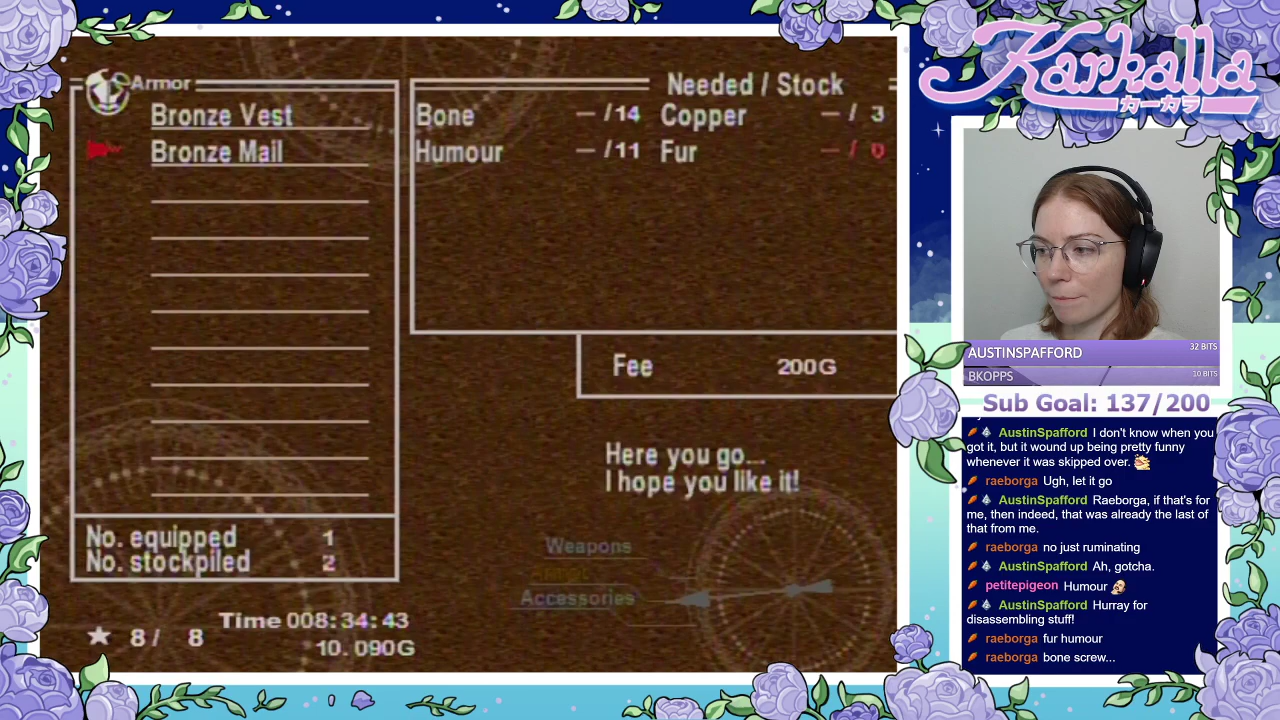 Karkalla
カーカラ
Armor
Bronze Vest
Bronze Mail
Needed / Stock
Bone — /14 Copper — / 3
Humour — /11 Fur — / 0
Fee 200G
Here you go...
I hope you like it!
No. equipped 1
No. stockpiled 2
Weapons
Accessories
Time 008:34:43
★ 8 / 8
10.090G
AUSTINSPAFFORD 32 BITS
BKOPPS 10 BITS
Sub Goal: 137/200
AustinSpafford I don't know when you
got it, but it wound up being pretty funny
whenever it was skipped over.
raeborga Ugh, let it go
AustinSpafford Raeborga, if that's for
me, then indeed, that was already the last of
that from me.
raeborga no just ruminating
AustinSpafford Ah, gotcha.
petitepigeon Humour
AustinSpafford Hurray for
disassembling stuff!
raeborga fur humour
raeborga bone screw...